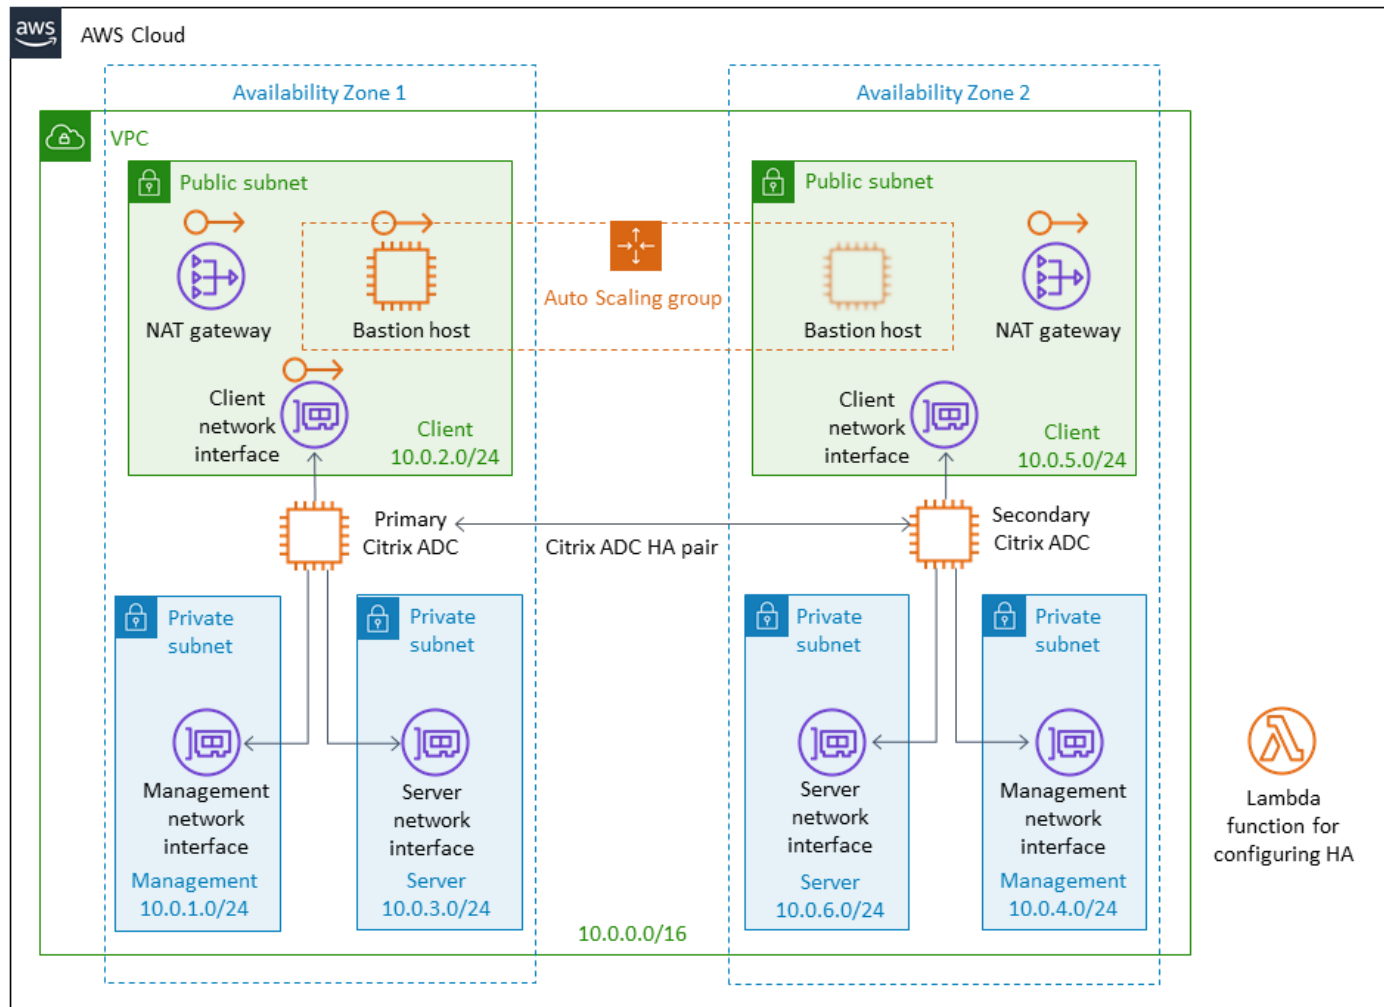 aws
AWS Cloud
Availability Zone 1
Availability Zone 2
VPC
Public subnet
Public subnet
NAT gateway
Bastion host
Auto Scaling group
Bastion host
NAT gateway
Client
network
interface
Client
10.0.2.0/24
Client
network
interface
Client
10.0.5.0/24
Primary
Citrix ADC
Citrix ADC HA pair
Secondary
Citrix ADC
Private
subnet
Private
subnet
Private
subnet
Private
subnet
Management
network
interface
Management
10.0.1.0/24
Server
network
interface
Server
10.0.3.0/24
Server
network
interface
Server
10.0.6.0/24
Management
network
interface
Management
10.0.4.0/24
Lambda
function for
configuring HA
10.0.0.0/16